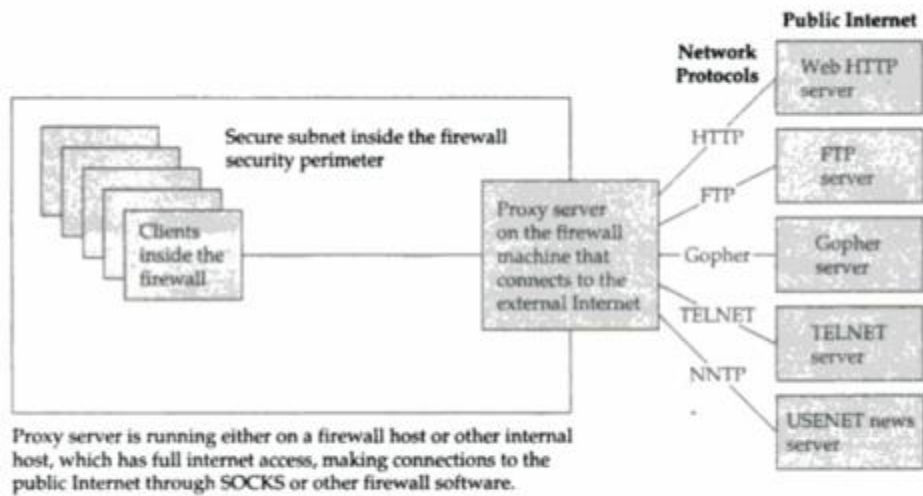 Public Internet
Network
Protocols
Web HTTP
server
HTTP
FTP
server
FTP
Gopher
server
Gopher
TELNET
server
TELNET
USENET news
server
NNTP
Secure subnet inside the firewall
security perimeter
Clients
inside the
firewall
Proxy server
on the firewall
machine that
connects to the
external Internet
Proxy server is running either on a firewall host or other internal
host, which has full internet access, making connections to the
public Internet through SOCKS or other firewall software.